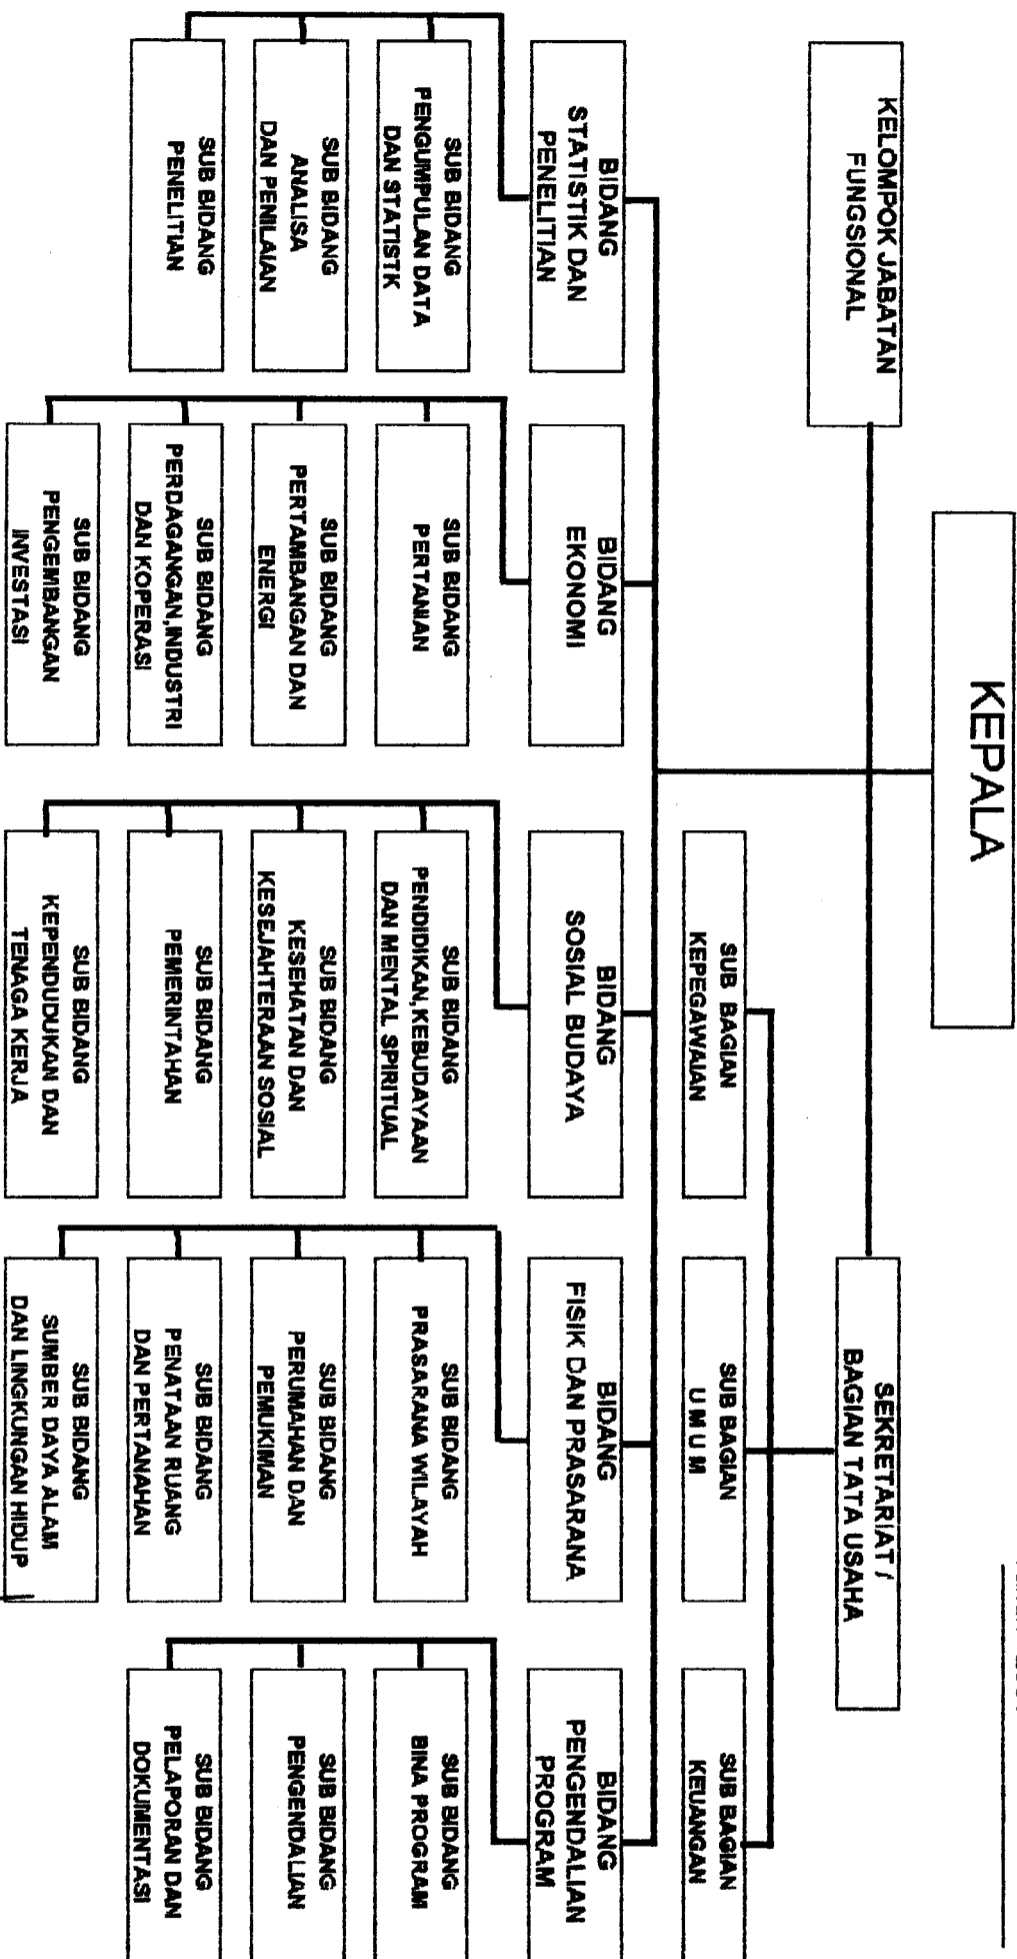 KEPALA
KELOMPOK JABATAN
FUNGSIONAL
SEKRETARIAT /
BAGIAN TATA USAHA
SUB BAGIAN
KEPEGAWAIAN
SUB BAGIAN
U M U M
SUB BAGIAN
KEUANGAN
BIDANG
STATISTIK DAN
PENELITIAN
BIDANG
EKONOMI
BIDANG
SOSIAL BUDAYA
BIDANG
FISIK DAN PRASARANA
BIDANG
PENGENDALIAN
PROGRAM
SUB BIDANG
PENGUMPULAN DATA
DAN STATISTK
SUB BIDANG
PERTANIAN
SUB BIDANG
PENDIDIKAN,KEBUDAYAAN
DAN MENTAL SPIRITUAL
SUB BIDANG
PRASARANA WILAYAH
SUB BIDANG
BINA PROGRAM
SUB BIDANG
ANALISA
DAN PENILAIAN
SUB BIDANG
PERTAMBANGAN DAN
ENERGI
SUB BIDANG
KESEHATAN DAN
KESEJAHTERAAN SOSIAL
SUB BIDANG
PERUMAHAN DAN
PEMUKIMAN
SUB BIDANG
PENGENDALIAN
SUB BIDANG
PENELITIAN
SUB BIDANG
PERDAGANGAN,INDUSTRI
DAN KOPERASI
SUB BIDANG
PEMERINTAHAN
SUB BIDANG
PENATAAN RUANG
DAN PERTANAHAN
SUB BIDANG
PELAPORAN DAN
DOKUMENTASI
SUB BIDANG
PENGEMBANGAN
INVESTASI
SUB BIDANG
KEPENDUDUKAN DAN
TENAGA KERJA
SUB BIDANG
SUMBER DAYA ALAM
DAN LINGKUNGAN HIDUP